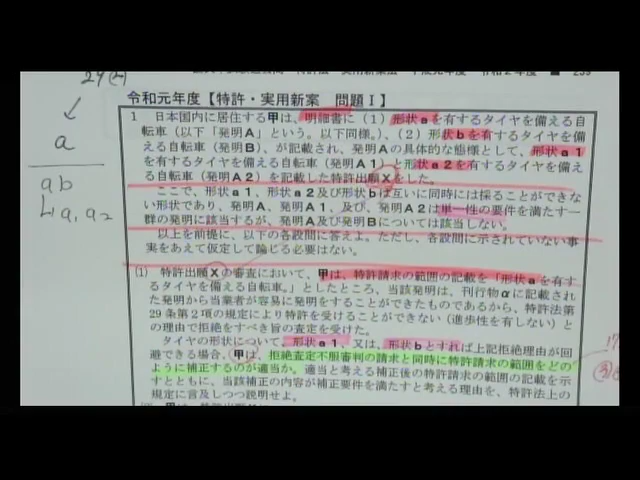 29(2)
↙
a
ab
a1 a2
令和元年度【特許・実用新案 問題Ⅰ】
1 日本国内に居住する甲は、明細書に(1)形状aを有するタイヤを備える自
転車(以下「発明A」という。以下同様。)、(2)形状bを有するタイヤを備
える自転車(発明B)、が記載され、発明Aの具体的な態様として、形状a1
を有するタイヤを備える自転車(発明A1)と形状a2を有するタイヤを備え
る自転車(発明A2)を記載した特許出願Xをした。
ここで、形状a1、形状a2及び形状bは互いに同時には採ることができな
い形状であり、発明A、発明A1、及び、発明A2は単一性の要件を満たす一
群の発明に該当するが、発明A及び発明Bについては該当しない。
以上を前提に、以下の各設問に答えよ。ただし、各設問に示されていない事
実をあえて仮定して論じる必要はない。
(1) 特許出願Xの審査において、甲は、特許請求の範囲の記載を「形状aを有す
るタイヤを備える自転車。」としたところ、当該発明は、刊行物αに記載され
た発明から当業者が容易に発明をすることができたものであるから、特許法第
29条第2項の規定により特許を受けることができない(進歩性を有しない)と
の理由で拒絶をすべき旨の査定を受けた。
タイヤの形状について、形状a1、又は、形状bとすれば上記拒絶理由が回
避できる場合、甲は、拒絶査定不服審判の請求と同時に特許請求の範囲をどの
ように補正するのが適当か。適当と考える補正後の特許請求の範囲の記載を示
すとともに、当該補正の内容が補正要件を満たすと考える理由を、特許法上の
規定に言及しつつ説明せよ。